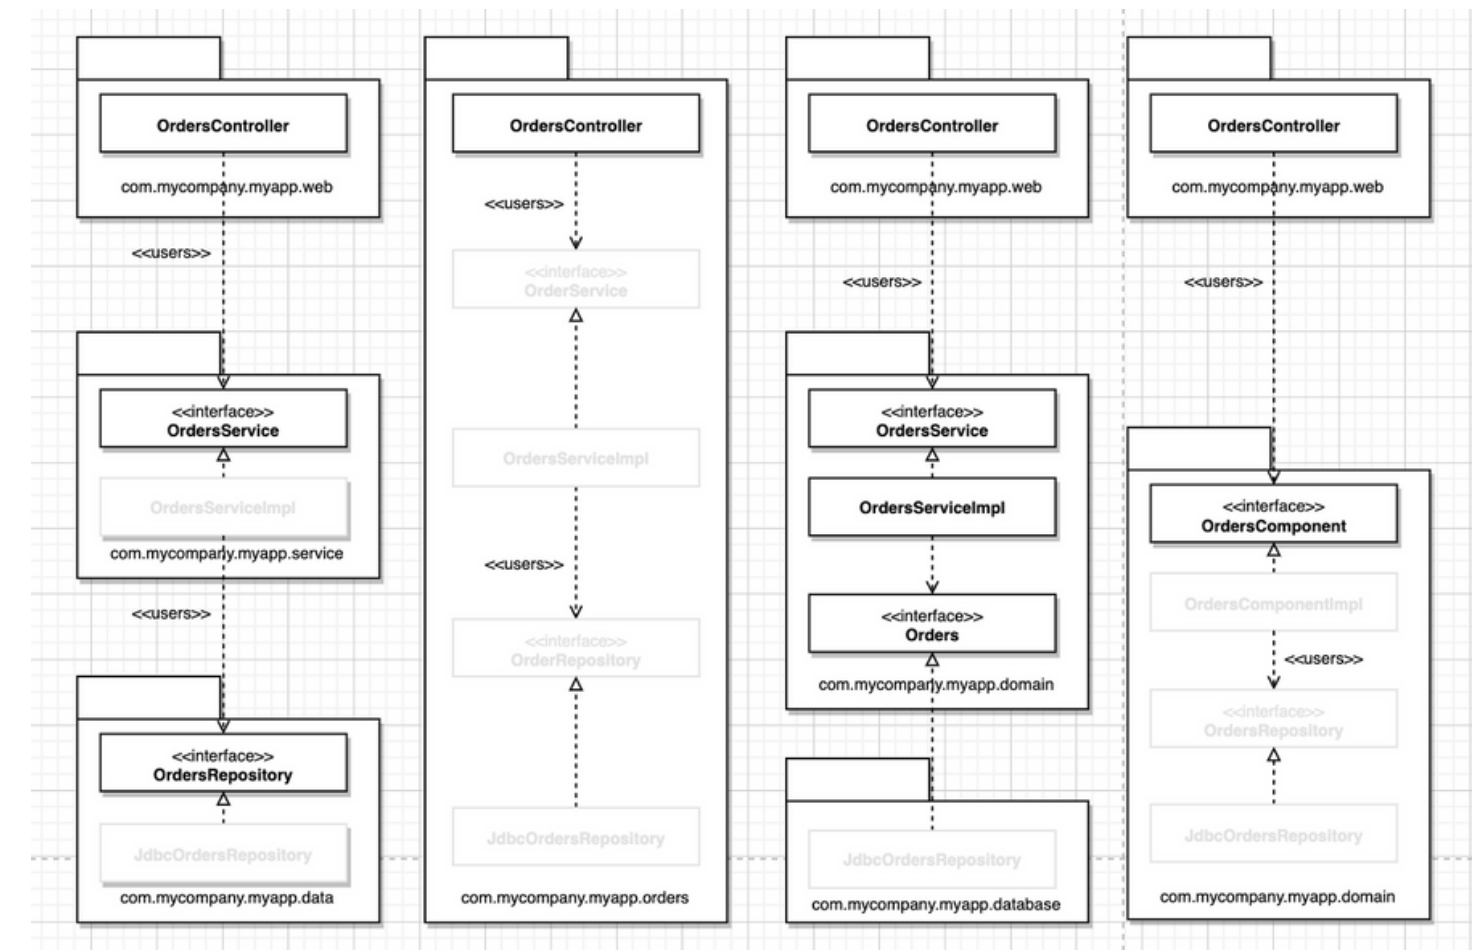 OrdersController
com.mycompany.myapp.web
<<users>>
<<interface>>
OrdersService
OrdersServiceImpl
com.mycompany.myapp.service
<<users>>
<<interface>>
OrdersRepository
JdbcOrdersRepository
com.mycompany.myapp.data
OrdersController
<<users>>
<<interface>>
OrderService
OrdersServiceImpl
<<users>>
<<interface>>
OrderRepository
JdbcOrdersRepository
com.mycompany.myapp.orders
OrdersController
com.mycompany.myapp.web
<<users>>
<<interface>>
OrdersService
OrdersServiceImpl
<<interface>>
Orders
com.mycompany.myapp.domain
JdbcOrdersRepository
com.mycompany.myapp.database
OrdersController
com.mycompany.myapp.web
<<users>>
<<interface>>
OrdersComponent
OrdersComponentImpl
<<users>>
<<interface>>
OrdersRepository
JdbcOrdersRepository
com.mycompany.myapp.domain